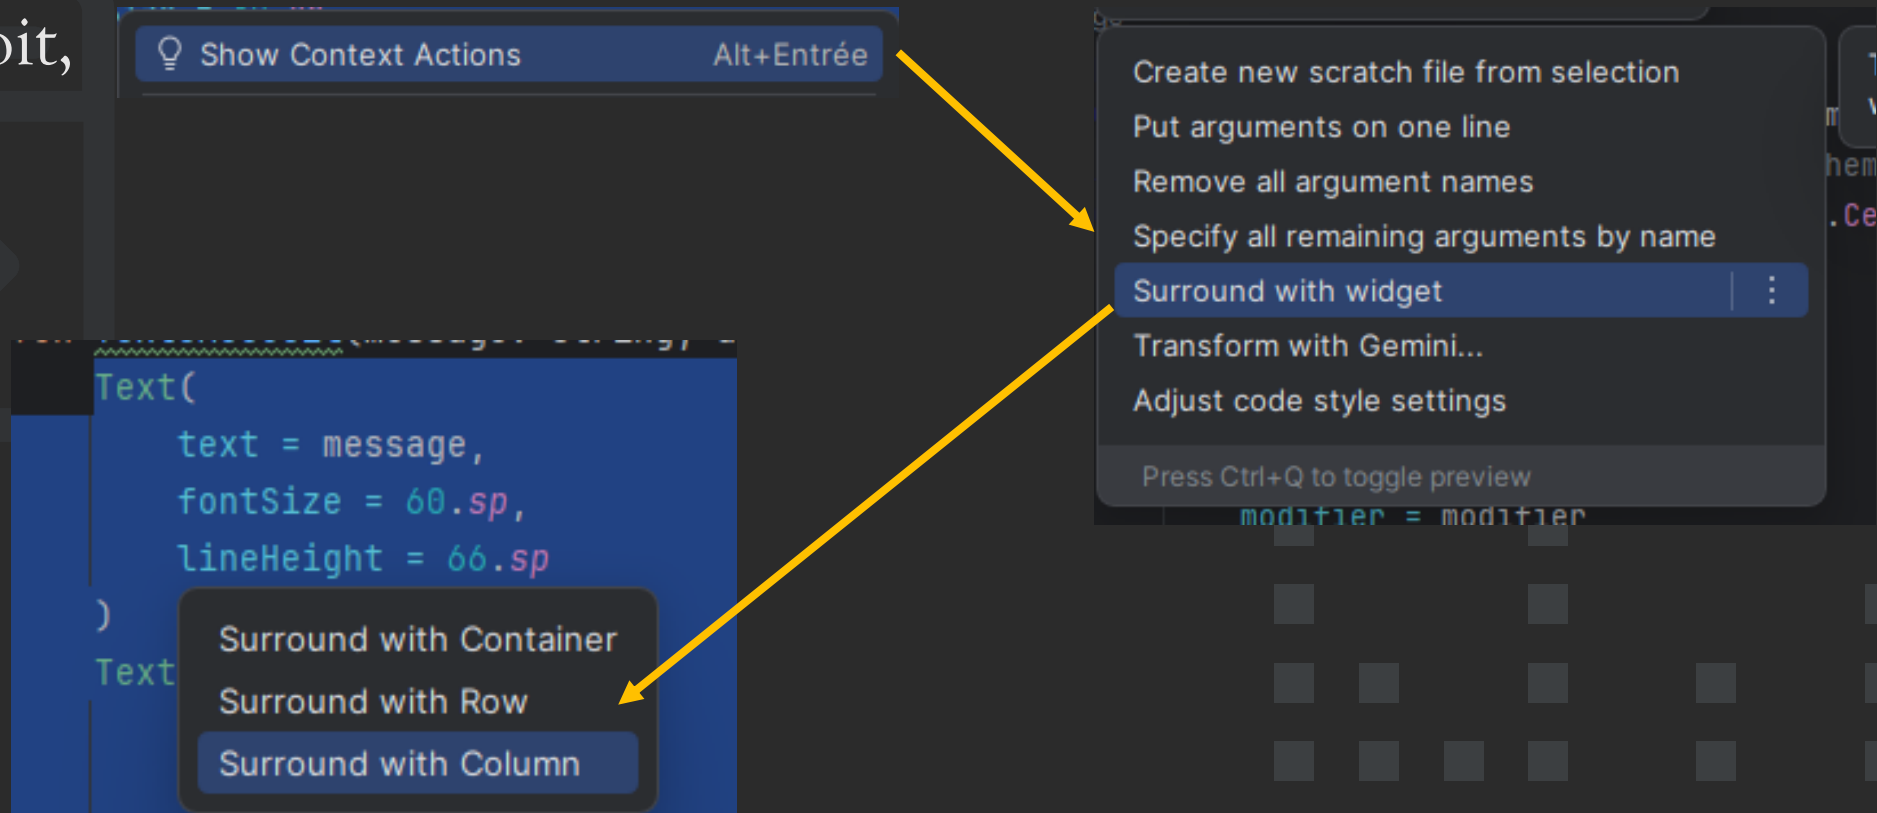 oit,
Show Context Actions Alt+Entrée
Create new scratch file from selection
Put arguments on one line
Remove all argument names
Specify all remaining arguments by name
Surround with widget
Transform with Gemini...
Adjust code style settings
Press Ctrl+Q to toggle preview
modifier = modifier
.Ce
Text(
text = message,
fontSize = 60.sp,
lineHeight = 66.sp
)
Text
Surround with Container
Surround with Row
Surround with Column